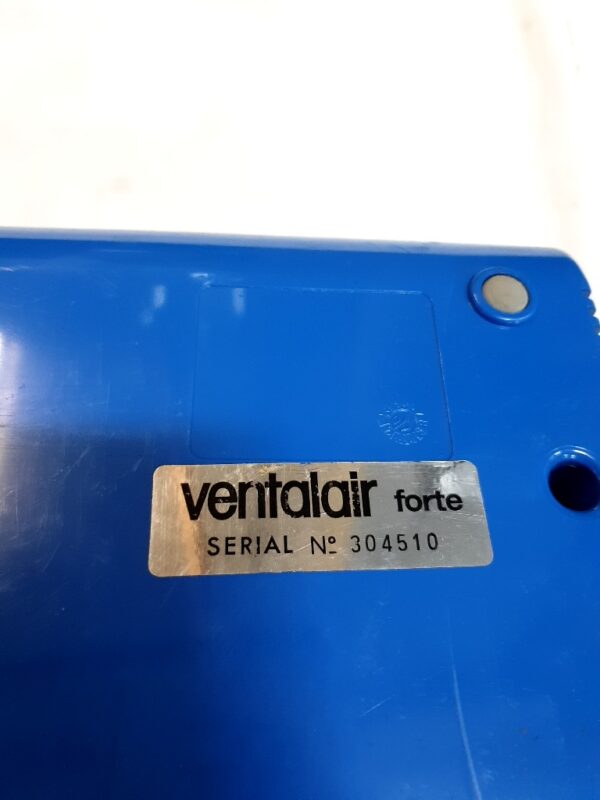 ventalair forte
SERIAL Nº 304510